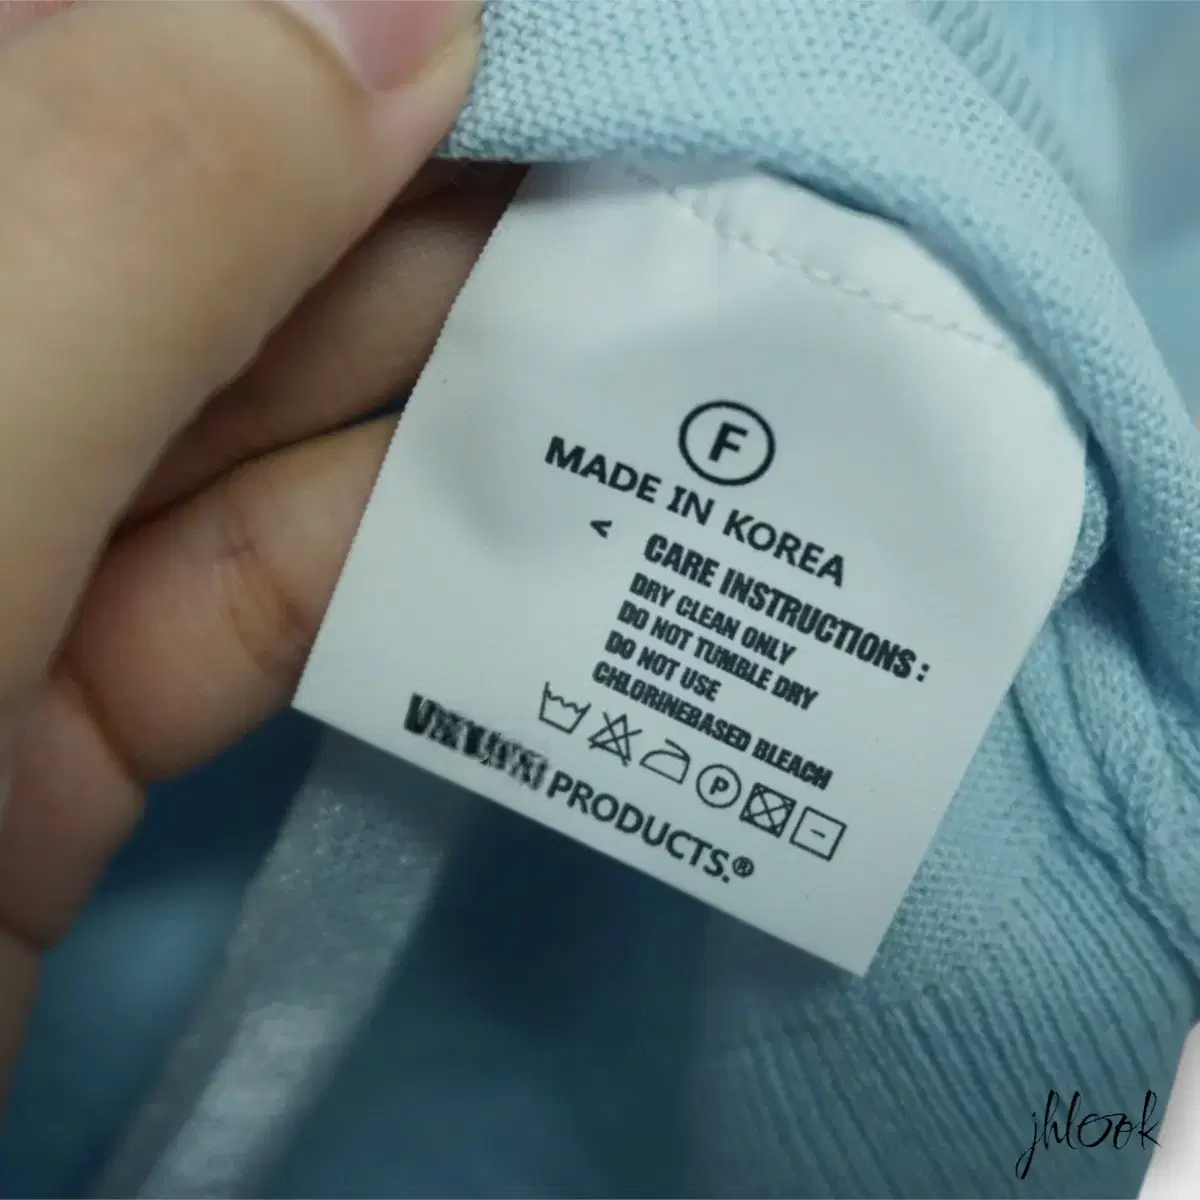 F
MADE IN KOREA
<
CARE INSTRUCTIONS :
DRY CLEAN ONLY
DO NOT TUMBLE DRY
DO NOT USE
CHLORINEBASED BLEACH
P
PRODUCTS.®
jhlook